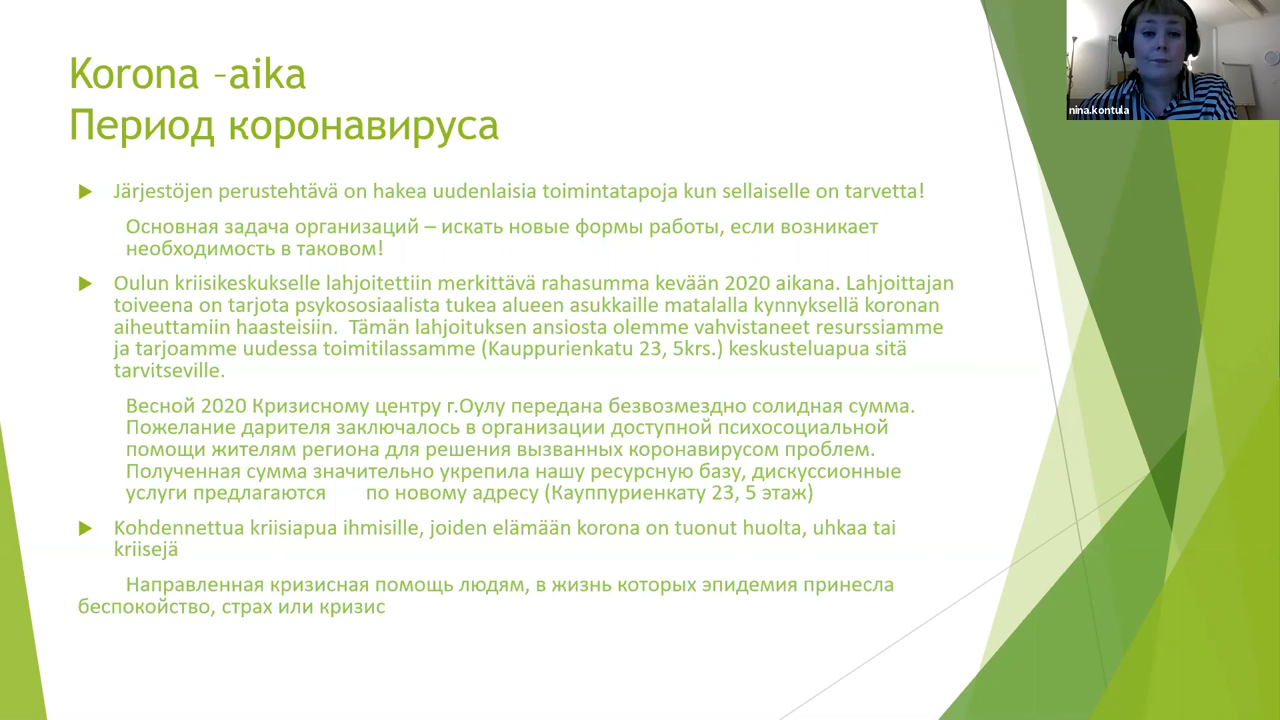 Korona –aika
Период коронавируса
nina.kontula
Järjestöjen perustehtävä on hakea uudenlaisia toimintatapoja kun sellaiselle on tarvetta!
Основная задача организаций – искать новые формы работы, если возникает
необходимость в таковом!
Oulun kriisikeskukselle lahjoitettiin merkittävä rahasumma kevään 2020 aikana. Lahjoittajan
toiveena on tarjota psykososiaalista tukea alueen asukkaille matalalla kynnyksellä koronan
aiheuttamiin haasteisiin. Tämän lahjoituksen ansiosta olemme vahvistaneet resurssiamme
ja tarjoamme uudessa toimitilassamme (Kauppurienkatu 23, 5krs.) keskusteluapua sitä
tarvitseville.
Весной 2020 Кризисному центру г.Оулу передана безвозмездно солидная сумма.
Пожелание дарителя заключалось в организации доступной психосоциальной
помощи жителям региона для решения вызванных коронавирусом проблем.
Полученная сумма значительно укрепила нашу ресурсную базу, дискуссионные
услуги предлагаются по новому адресу (Кауппуриенкату 23, 5 этаж)
Kohdennettua kriisiapua ihmisille, joiden elämään korona on tuonut huolta, uhkaa tai
kriisejä
Направленная кризисная помощь людям, в жизнь которых эпидемия принесла
беспокойство, страх или кризис